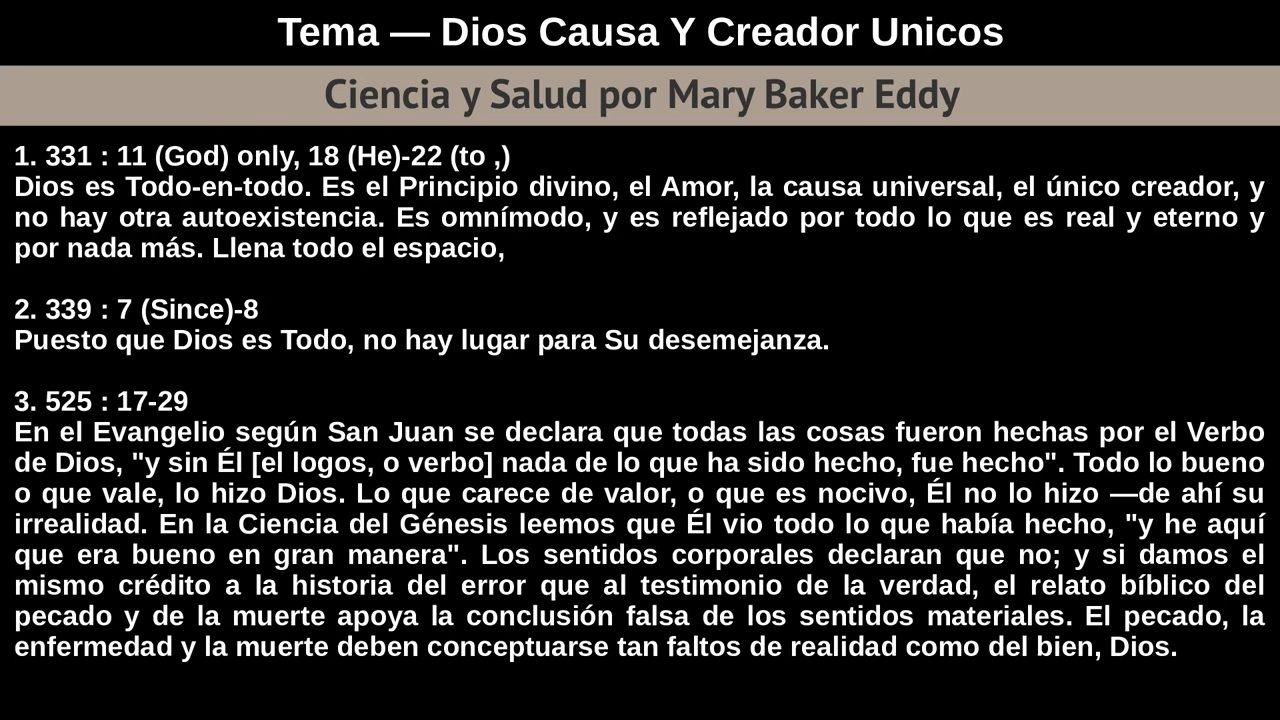 Tema — Dios Causa Y Creador Unicos
Ciencia y Salud por Mary Baker Eddy
1. 331 : 11 (God) only, 18 (He)-22 (to ,)
Dios es Todo-en-todo. Es el Principio divino, el Amor, la causa universal, el único creador, y
no hay otra autoexistencia. Es omnímodo, y es reflejado por todo lo que es real y eterno y
por nada más. Llena todo el espacio,
2. 339 : 7 (Since)-8
Puesto que Dios es Todo, no hay lugar para Su desemejanza.
3. 525 : 17-29
En el Evangelio según San Juan se declara que todas las cosas fueron hechas por el Verbo
de Dios, "y sin Él [el logos, o verbo] nada de lo que ha sido hecho, fue hecho". Todo lo bueno
o que vale, lo hizo Dios. Lo que carece de valor, o que es nocivo, Él no lo hizo —de ahí su
irrealidad. En la Ciencia del Génesis leemos que Él vio todo lo que había hecho, "y he aquí
que era bueno en gran manera". Los sentidos corporales declaran que no; y si damos el
mismo crédito a la historia del error que al testimonio de la verdad, el relato bíblico del
pecado y de la muerte apoya la conclusión falsa de los sentidos materiales. El pecado, la
enfermedad y la muerte deben conceptuarse tan faltos de realidad como del bien, Dios.